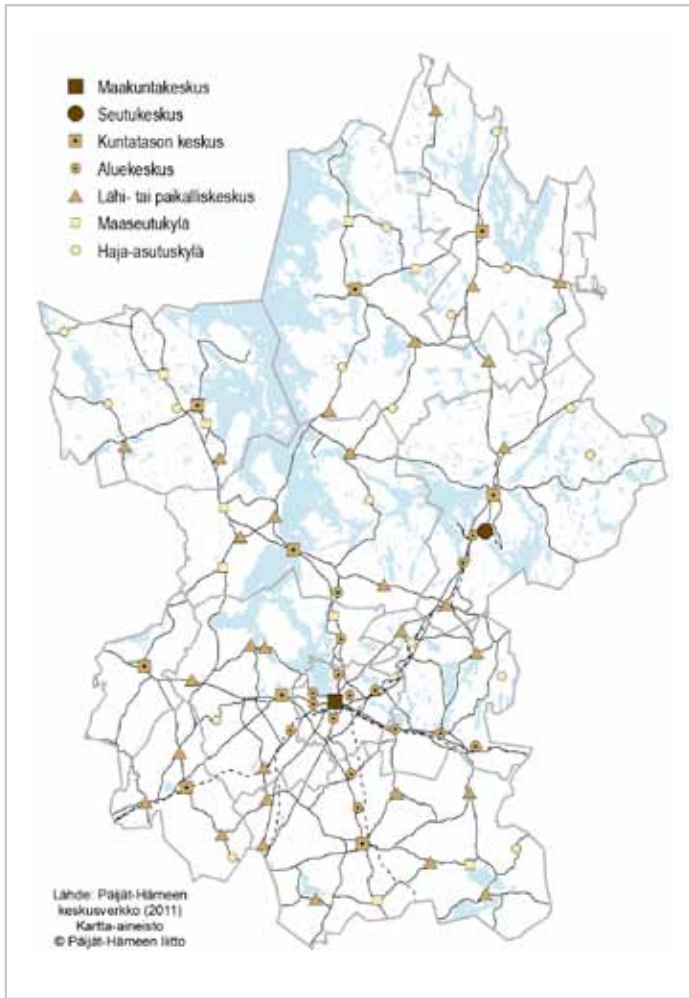 Maakuntakeskus
Seutukeskus
Kuntatason keskus
Aluekeskus
Lähi- tai paikalliskeskus
Maaseutukylä
Haja-asutuskylä
Lähde: Päijät-Hämeen
keskusverkko (2011)
Kartta-aineisto
© Päijät-Hämeen liitto